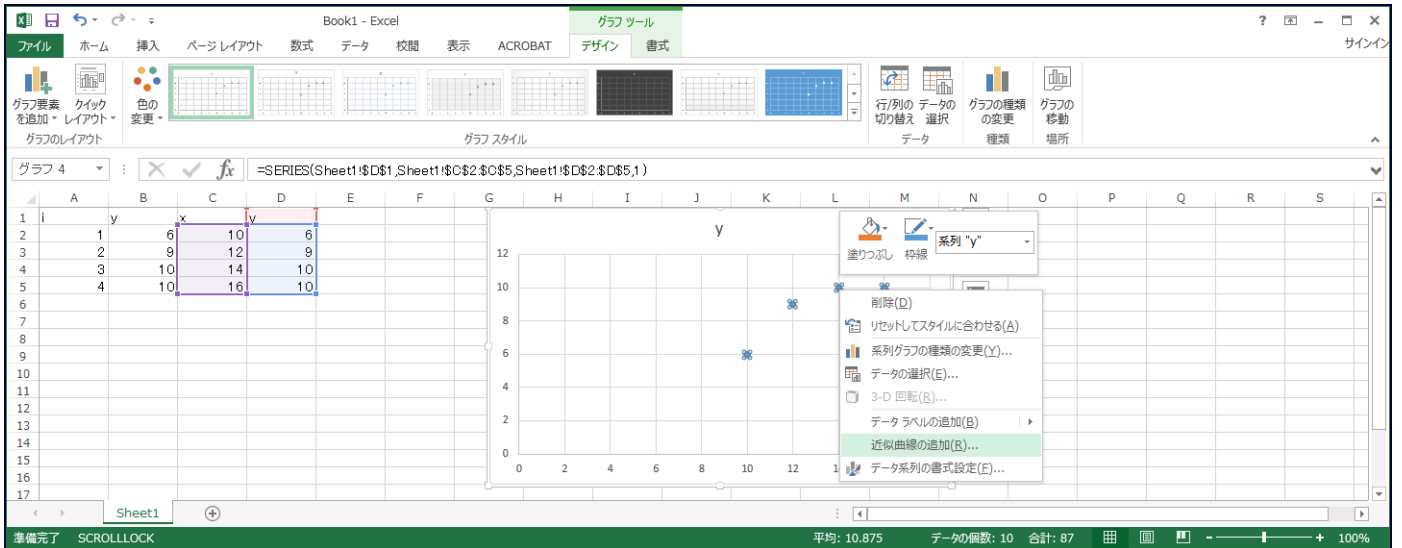 Book1 - Excel
グラフ ツール
?
ファイル ホーム 挿入 ページ レイアウト 数式 データ 校閲 表示 ACROBAT デザイン 書式 サインイン
グラフ要素を追加 クイックレイアウト 色の変更 行/列の切り替え データの選択 グラフの種類の変更 グラフの移動
グラフのレイアウト グラフ スタイル データ 種類 場所
グラフ 4 fx =SERIES(Sheet1!$D$1,Sheet1!$C$2:$C$5,Sheet1!$D$2:$D$5,1)
A B C D E F G H I J K L M N O P Q R S
1 i y x y
2 1 6 10 6
3 2 9 12 9
4 3 10 14 10
5 4 10 16 10
6
7
8
9
10
11
12
13
14
15
16
17
y
12
10
8
6
4
2
0
0 2 4 6 8 10 12 1
塗りつぶし 枠線 系列 "y"
削除(D)
リセットしてスタイルに合わせる(A)
系列グラフの種類の変更(Y)...
データの選択(E)...
3-D 回転(R)...
データ ラベルの追加(B)
近似曲線の追加(R)...
データ系列の書式設定(F)...
Sheet1
準備完了 SCROLLLOCK 平均: 10.875 データの個数: 10 合計: 87 100%